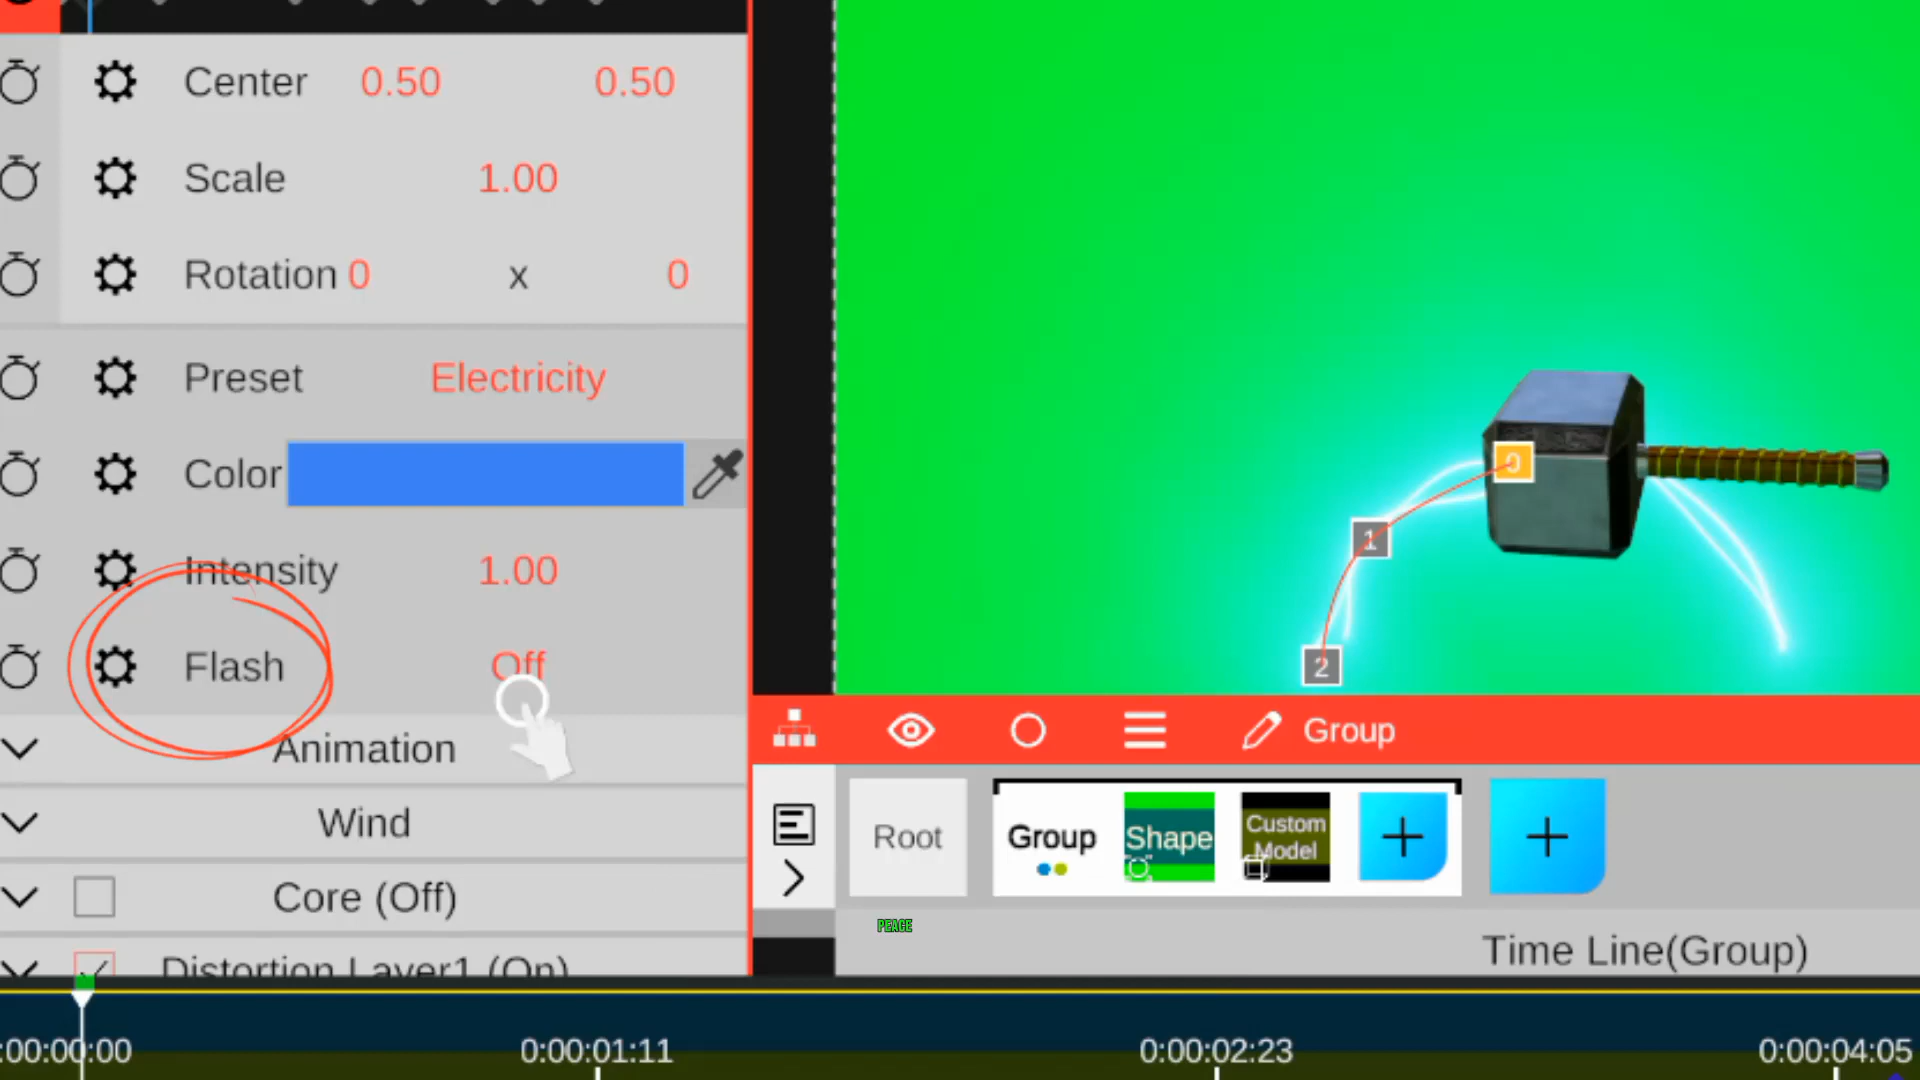 Center 0.50 0.50
Scale 1.00
Rotation 0 x 0
Preset Electricity
Color
Intensity 1.00
Flash Off
Animation
Wind
Core (Off)
Distortion Layer1 (On)
0
1
2
Group
Root Group Shape Custom Model
PEACE
Time Line(Group)
:00:00:00 0:00:01:11 0:00:02:23 0:00:04:05